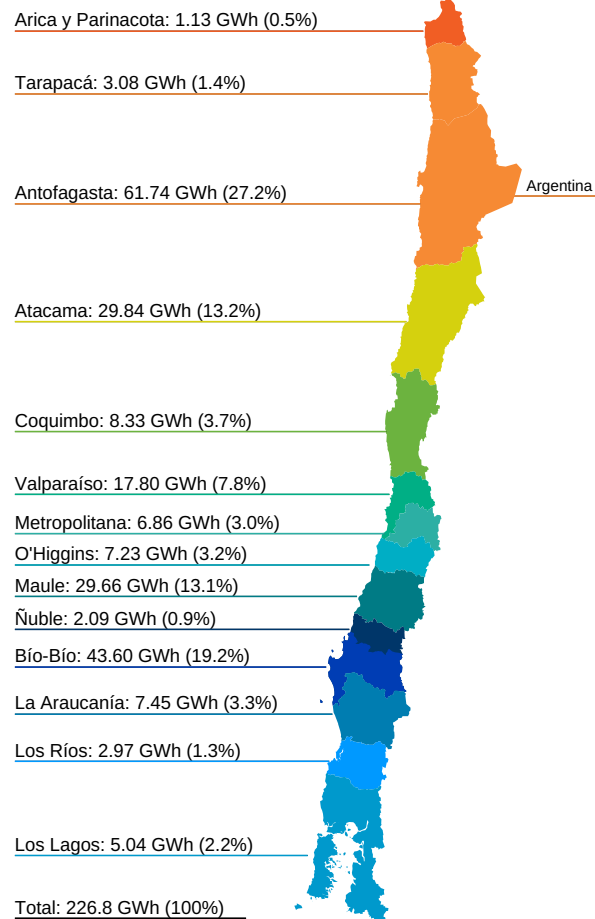 Arica y Parinacota: 1.13 GWh (0.5%)
Tarapacá: 3.08 GWh (1.4%)
Antofagasta: 61.74 GWh (27.2%)
Argentina
Atacama: 29.84 GWh (13.2%)
Coquimbo: 8.33 GWh (3.7%)
Valparaíso: 17.80 GWh (7.8%)
Metropolitana: 6.86 GWh (3.0%)
O'Higgins: 7.23 GWh (3.2%)
Maule: 29.66 GWh (13.1%)
Ñuble: 2.09 GWh (0.9%)
Bío-Bío: 43.60 GWh (19.2%)
La Araucanía: 7.45 GWh (3.3%)
Los Ríos: 2.97 GWh (1.3%)
Los Lagos: 5.04 GWh (2.2%)
Total: 226.8 GWh (100%)